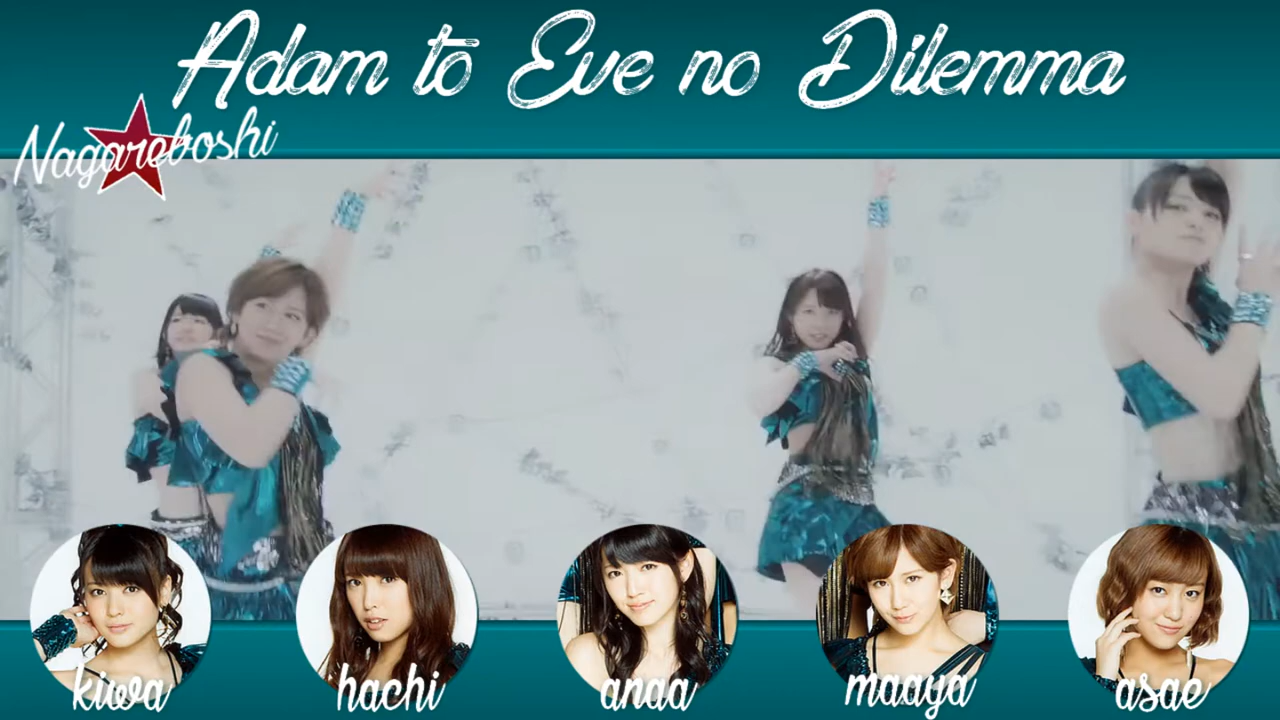 Adam to Eve no Dilemma
Nagareboshi
kiwa
hachi
anaa
maaya
asae